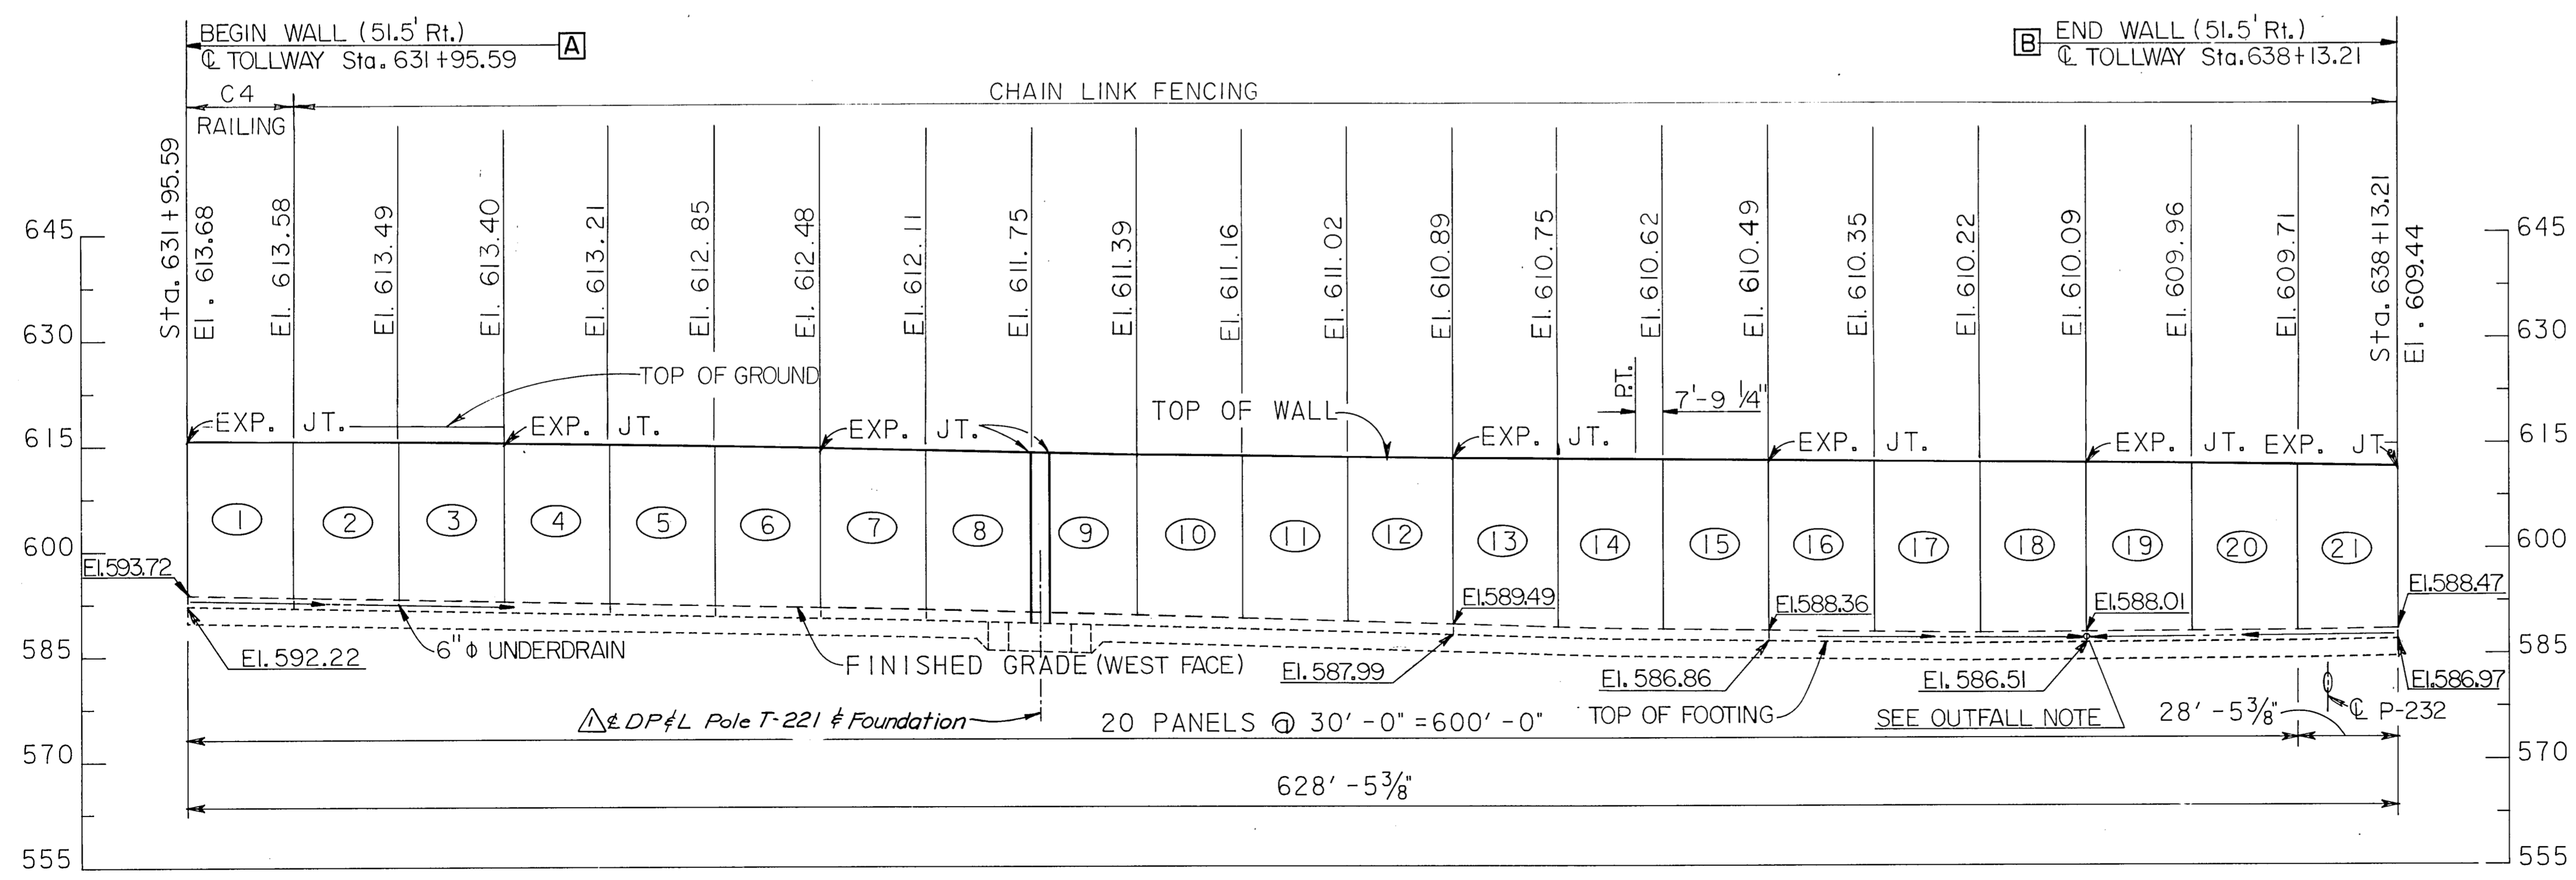 BEGIN WALL (51.5' Rt.)
℄ TOLLWAY Sta. 631+95.59
A
B
END WALL (51.5' Rt.)
℄ TOLLWAY Sta. 638+13.21
C4
RAILING
CHAIN LINK FENCING
Sta. 631+95.59
El. 613.68
El. 613.58
El. 613.49
El. 613.40
El. 613.21
El. 612.85
El. 612.48
El. 612.11
El. 611.75
El. 611.39
El. 611.16
El. 611.02
El. 610.89
El. 610.75
El. 610.62
El. 610.49
El. 610.35
El. 610.22
El. 610.09
El. 609.96
El. 609.71
Sta. 638+13.21
El. 609.44
645
630
615
600
585
570
555
645
630
615
600
585
570
555
TOP OF GROUND
P.T.
7'-9 1/4"
TOP OF WALL
EXP. JT.
EXP. JT.
EXP. JT.
EXP. JT.
EXP. JT.
EXP. JT.
EXP. JT.
1
2
3
4
5
6
7
8
9
10
11
12
13
14
15
16
17
18
19
20
21
El.593.72
El.589.49
El.588.36
El.588.01
El.588.47
El. 592.22
6"φ UNDERDRAIN
FINISHED GRADE (WEST FACE)
El.587.99
El. 586.86
El. 586.51
El.586.97
1 ℄ DP&L Pole T-221 & Foundation
20 PANELS @ 30'-0" = 600'-0"
TOP OF FOOTING
SEE OUTFALL NOTE
28'-5 3/8"
℄ P-232
628'-5 3/8"